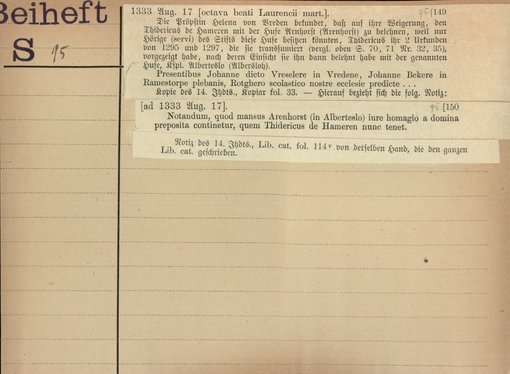 Beiheft
S 95
1333 Aug. 17 [octava beati Laurencii mart.]. 95 [149
Die Pröpstin Helena von Vreden bekundet, daß auf ihre Weigerung, den
Thidericus de Hameren mit der Hufe Arnhorst (Arenhorst) zu belehnen, weil nur
Hörige (servi) des Stifts diese Hufe besitzen könnten, Thidericus ihr 2 Urkunden
von 1295 und 1297, die sie transsumiert (vergl. oben S. 70, 71 Nr. 32, 35),
vorgezeigt habe, nach deren Einsicht sie ihn dann belehnt habe mit der genannten
Hufe, Kspl. Alberteslo (Albersloh).
Presentibus Johanne dicto Vreselere in Vredene, Johanne Bekere in
Ramestorpe plebanis, Rotghero scolastico nostre ecclesie predicte . . .
Kopie des 14. Jhdts., Kopiar fol. 33. — Hierauf bezieht sich die folg. Notiz:
[ad 1333 Aug. 17]. 95 [150
Notandum, quod mansus Arenhorst (in Alberteslo) iure homagio a domina
preposita continetur, quem Thidericus de Hameren nunc tenet.
Notiz des 14. Jhdts., Lib. cat. fol. 114v von derselben Hand, die den ganzen
Lib. cat. geschrieben.